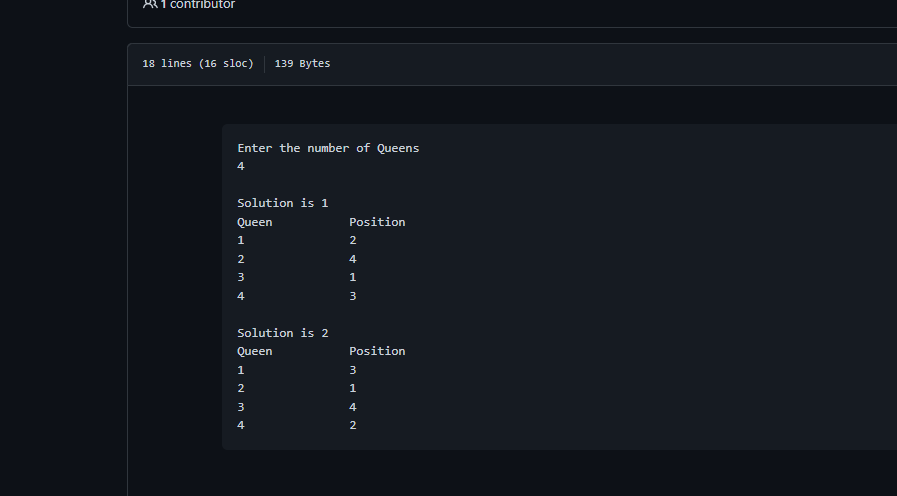 1 contributor
18 lines (16 sloc) 139 Bytes
Enter the number of Queens
4
Solution is 1
Queen Position
1 2
2 4
3 1
4 3
Solution is 2
Queen Position
1 3
2 1
3 4
4 2